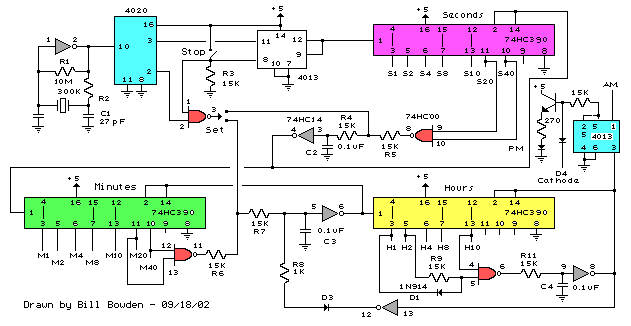 4020
+5
Seconds
16
10
3
2
11 8
1 2
R1
10M
300K
R2
C1
27pF
Stop
R3
15K
11 14 12
9
8 10 7
4013
4 16 15 12 2 14
1
74HC390
3 5 6 7 13 11 10 9 8
S1 S2 S4 S8 S10 S20 S40
1
2
3
Set
74HC14
4 3
R4
15K
C2
0.1uF
15K
R5
74HC00
8
9
10
PM
+5
15K
270
D4
Cathode
AM
5 1
2
4013
4 6 3
Minutes
+5
4 16 15 12 2 14
1
74HC390
3 5 6 7 13 11 10 9 8
M1 M2 M4 M8 M10 M20 M40
12
13
11
15K
R6
15K
R7
R8
1K
5 6
0.1uF
C3
Hours
+5
4 16 15 12 2 14
1
74HC390
3 5 6 7 13 11 10 9 8
H1 H2 H4 H8 H10
R9
15K
1N914
D1
4
5
6
R11
15K
C4
0.1uF
9 8
D3
12 13
Drawn by Bill Bowden - 09/18/02